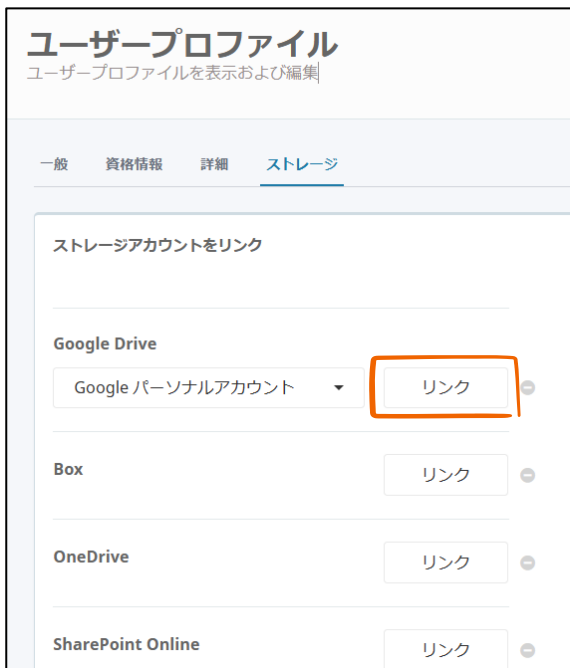 ユーザープロファイル
ユーザープロファイルを表示および編集
一般 資格情報 詳細 ストレージ
ストレージアカウントをリンク
Google Drive
Google パーソナルアカウント リンク
Box リンク
OneDrive リンク
SharePoint Online リンク